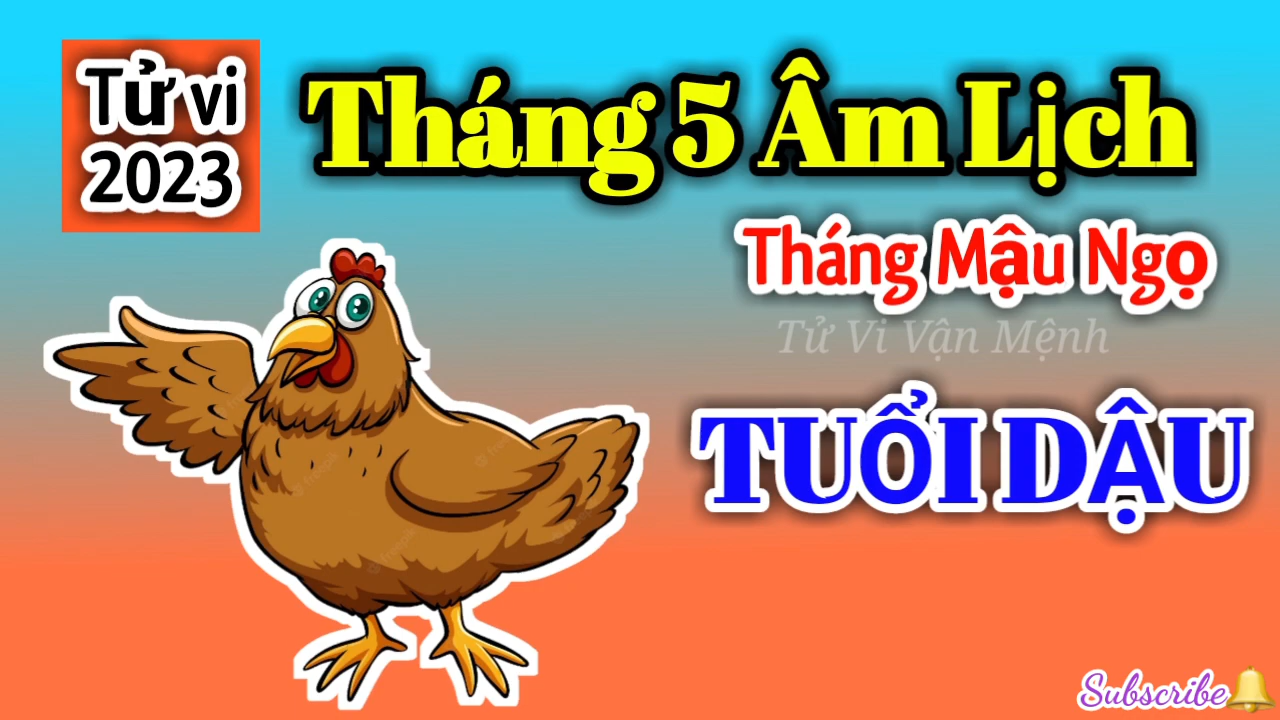 Tử vi
2023
Tháng 5 Âm Lịch
Tháng Mậu Ngọ
Tử Vi Vận Mệnh
TUỔI DẬU
Subscribe